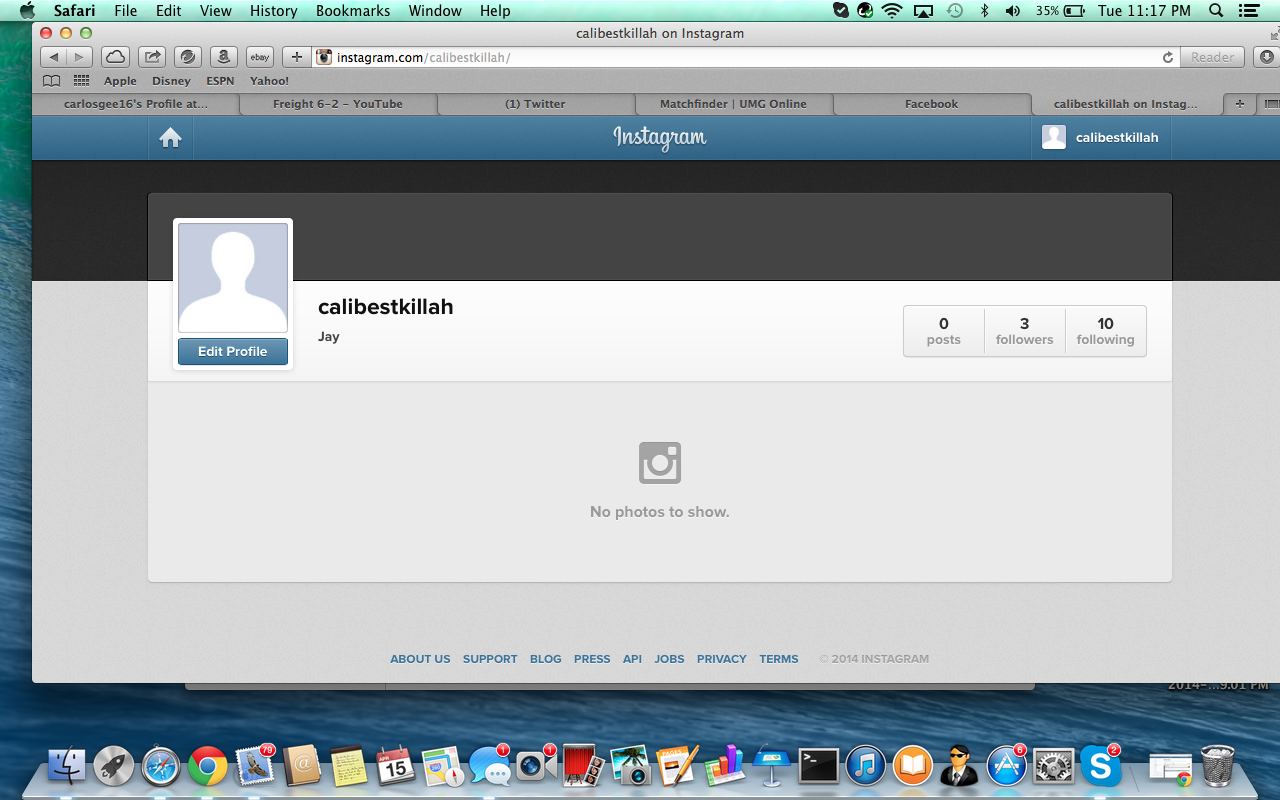 Safari File Edit View History Bookmarks Window Help 35% Tue 11:17 PM
calibestkillah on Instagram
ebay + instagram.com/calibestkillah/ Reader
Apple Disney ESPN Yahoo!
carlosgee16's Profile at... Freight 6-2 - YouTube (1) Twitter Matchfinder | UMG Online Facebook calibestkillah on Instag... +
Instagram calibestkillah
calibestkillah
Jay
Edit Profile
0 3 10
posts followers following
No photos to show.
ABOUT US SUPPORT BLOG PRESS API JOBS PRIVACY TERMS © 2014 INSTAGRAM
2014-...9.01 PM
79 APR 15 1 1 PAGES 6 2